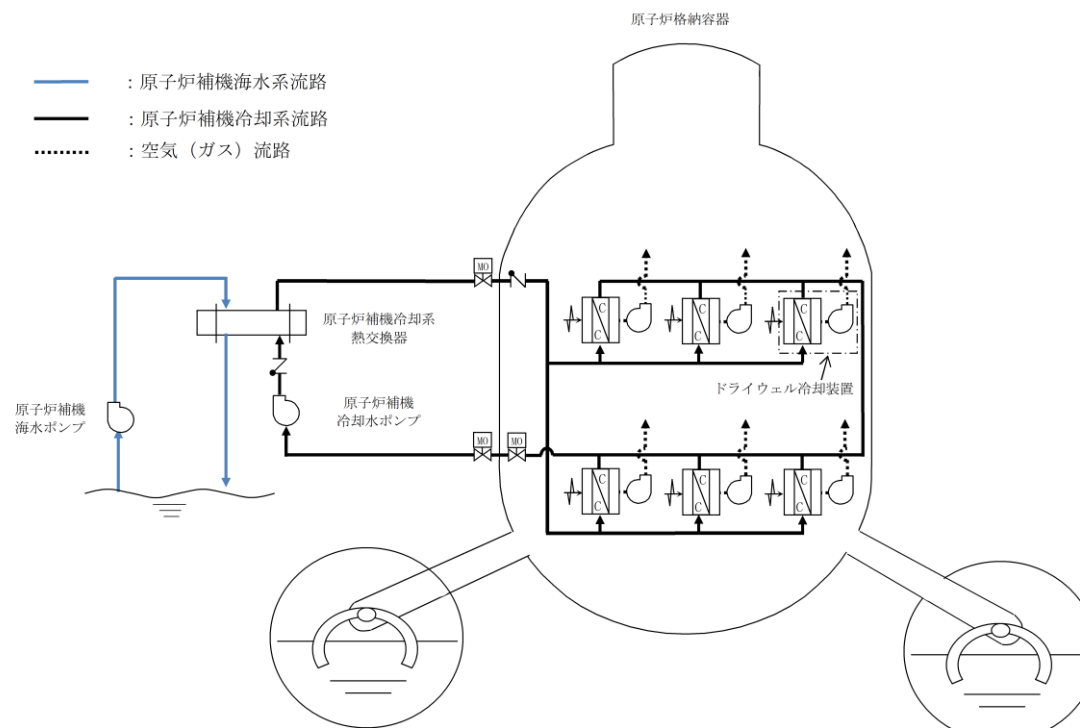 原子炉格納容器
：原子炉補機海水系流路
：原子炉補機冷却系流路
：空気（ガス）流路
MO
原子炉補機冷却系
熱交換器
C
C
C
C
C
C
ドライウェル冷却装置
原子炉補機
海水ポンプ
原子炉補機
冷却水ポンプ
MO
MO
C
C
C
C
C
C